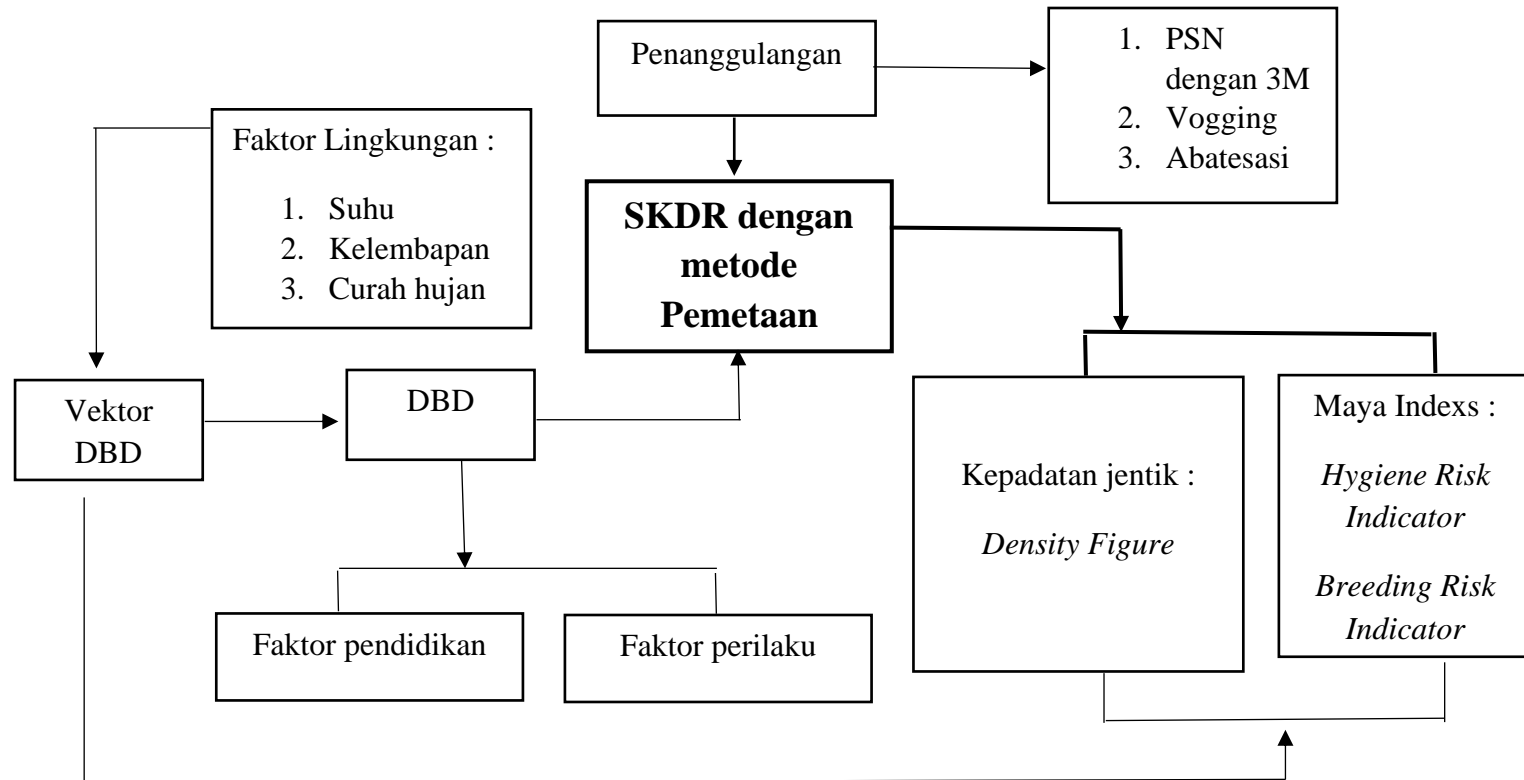 Penanggulangan
1. PSN
dengan 3M
2. Vogging
3. Abatesasi
Faktor Lingkungan :
1. Suhu
2. Kelembapan
3. Curah hujan
SKDR dengan
metode
Pemetaan
Vektor
DBD
DBD
Kepadatan jentik :
Density Figure
Maya Indexs :
Hygiene Risk
Indicator
Breeding Risk
Indicator
Faktor pendidikan
Faktor perilaku